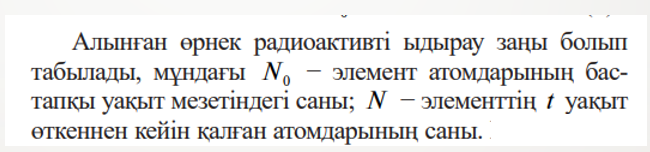 Алынған өрнек радиоактивті ыдырау заңы болып
табылады, мұндағы N₀ − элемент атомдарының бас-
тапқы уақыт мезетіндегі саны; N − элементтің t уақыт
өткеннен кейін қалған атомдарының саны.